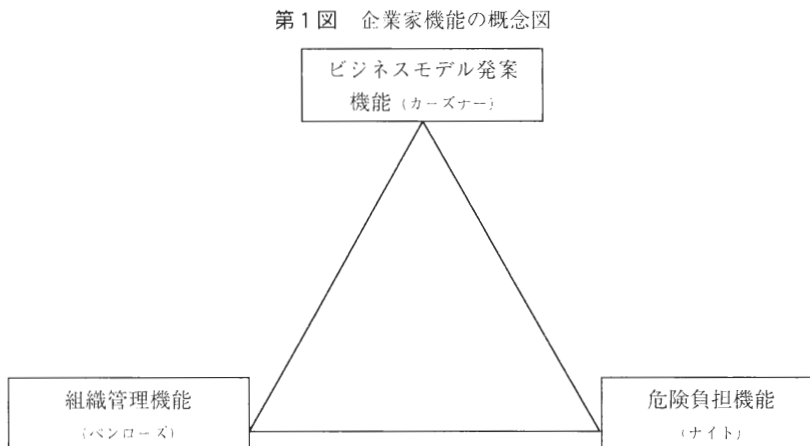 第1図 企業家機能の概念図
ビジネスモデル発案
機能(カーズナー)
組織管理機能
(ペンローズ)
危険負担機能
(ナイト)